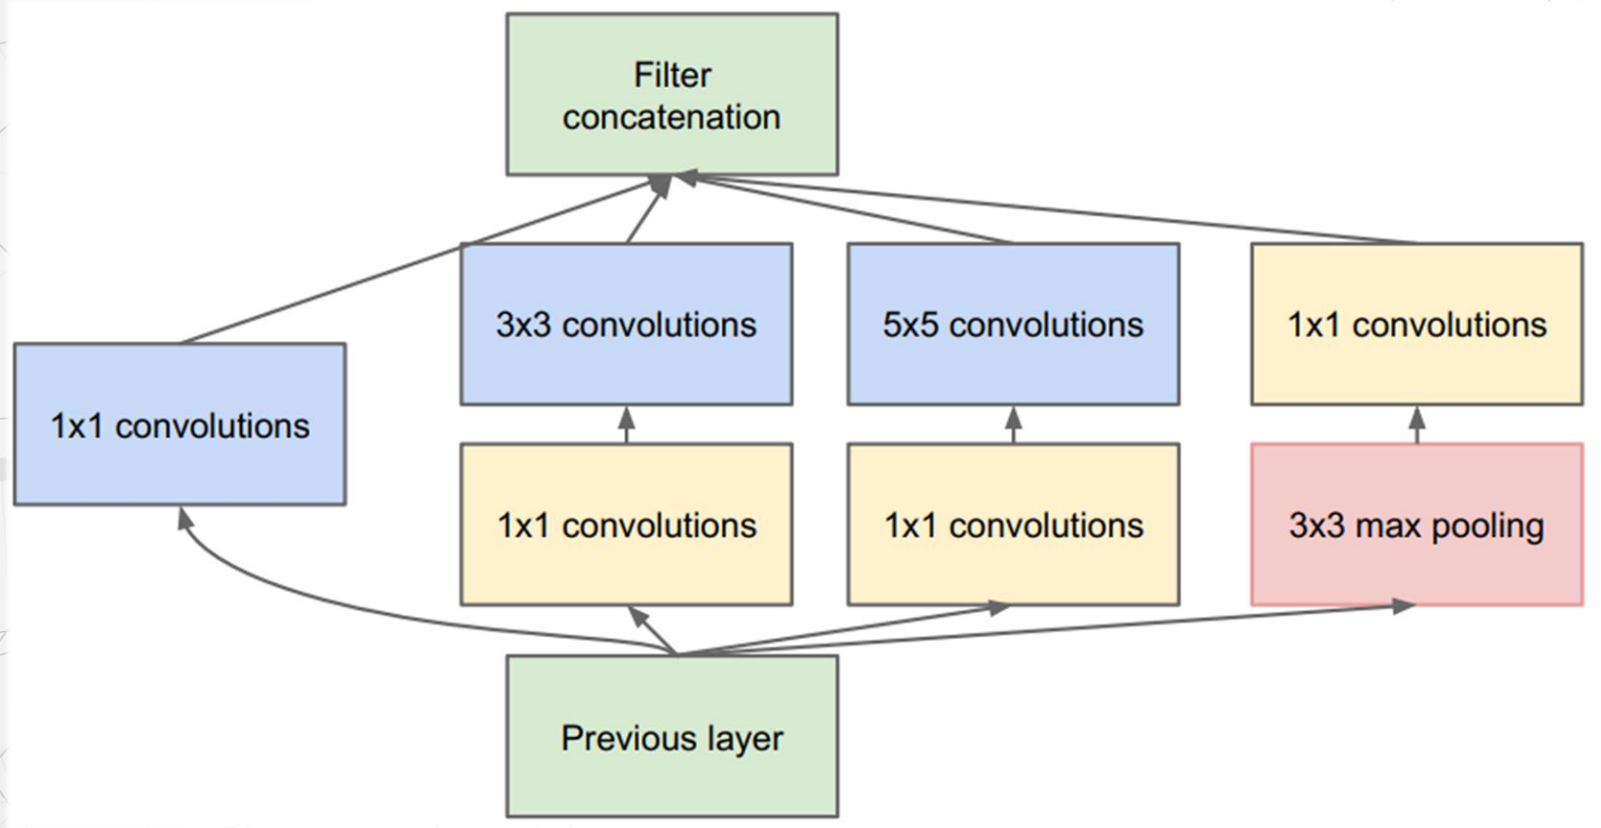 Filter
concatenation
3x3 convolutions
5x5 convolutions
1x1 convolutions
1x1 convolutions
1x1 convolutions
1x1 convolutions
3x3 max pooling
Previous layer